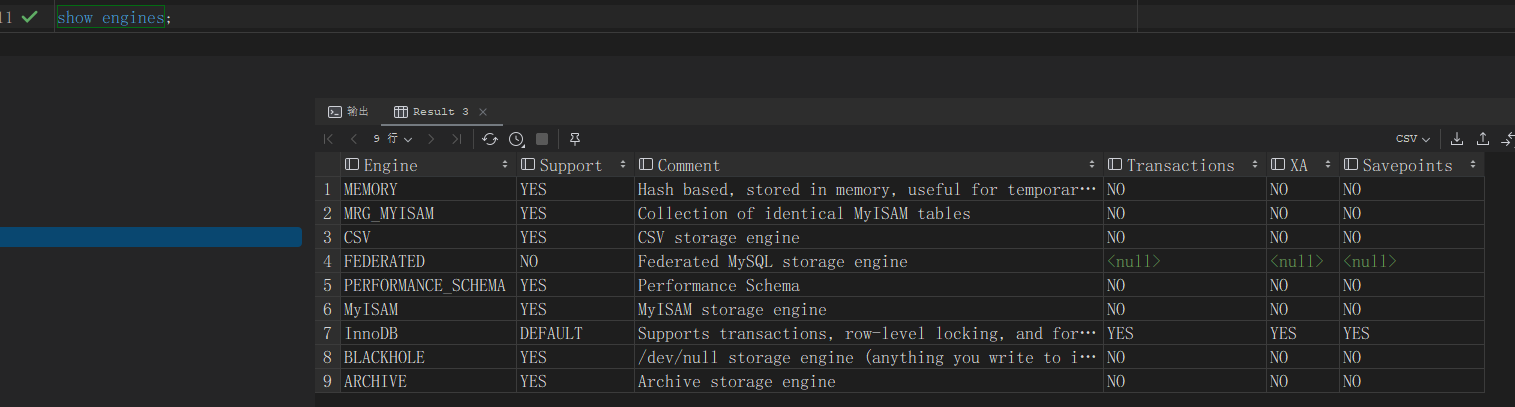 11 show engines;
输出 Result 3
9 行 CSV
Engine Support Comment Transactions XA Savepoints
1 MEMORY YES Hash based, stored in memory, useful for temporar… NO NO NO
2 MRG_MYISAM YES Collection of identical MyISAM tables NO NO NO
3 CSV YES CSV storage engine NO NO NO
4 FEDERATED NO Federated MySQL storage engine <null> <null> <null>
5 PERFORMANCE_SCHEMA YES Performance Schema NO NO NO
6 MyISAM YES MyISAM storage engine NO NO NO
7 InnoDB DEFAULT Supports transactions, row-level locking, and for… YES YES YES
8 BLACKHOLE YES /dev/null storage engine (anything you write to i… NO NO NO
9 ARCHIVE YES Archive storage engine NO NO NO